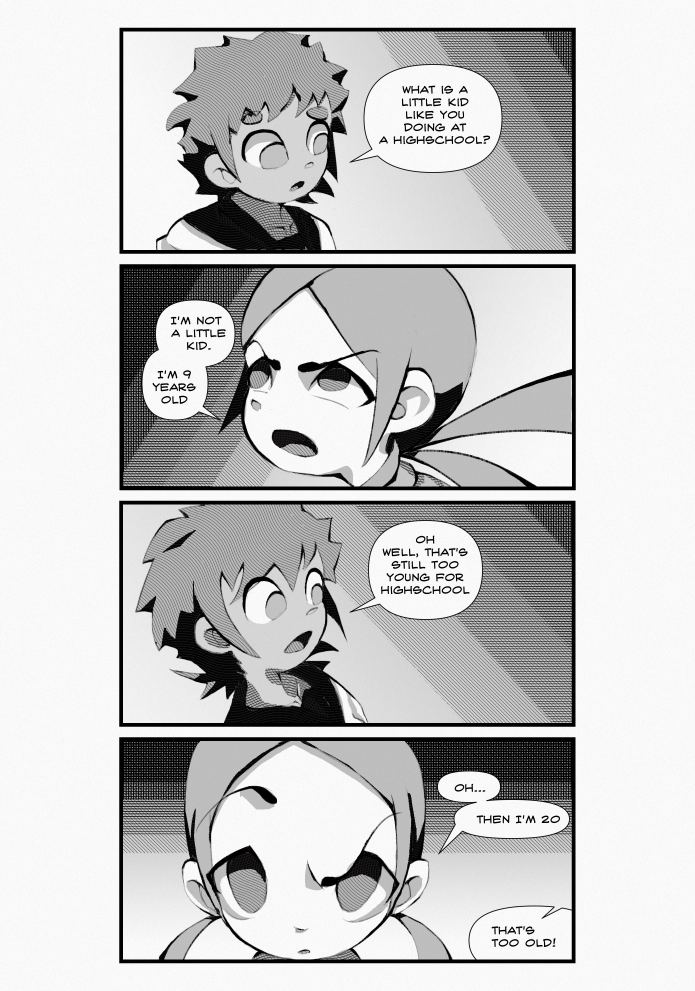 WHAT IS A
LITTLE KID
LIKE YOU
DOING AT
A HIGHSCHOOL?
I'M NOT
A LITTLE
KID.
I'M 9
YEARS
OLD
OH
WELL, THAT'S
STILL TOO
YOUNG FOR
HIGHSCHOOL
OH...
THEN I'M 20
THAT'S
TOO OLD!